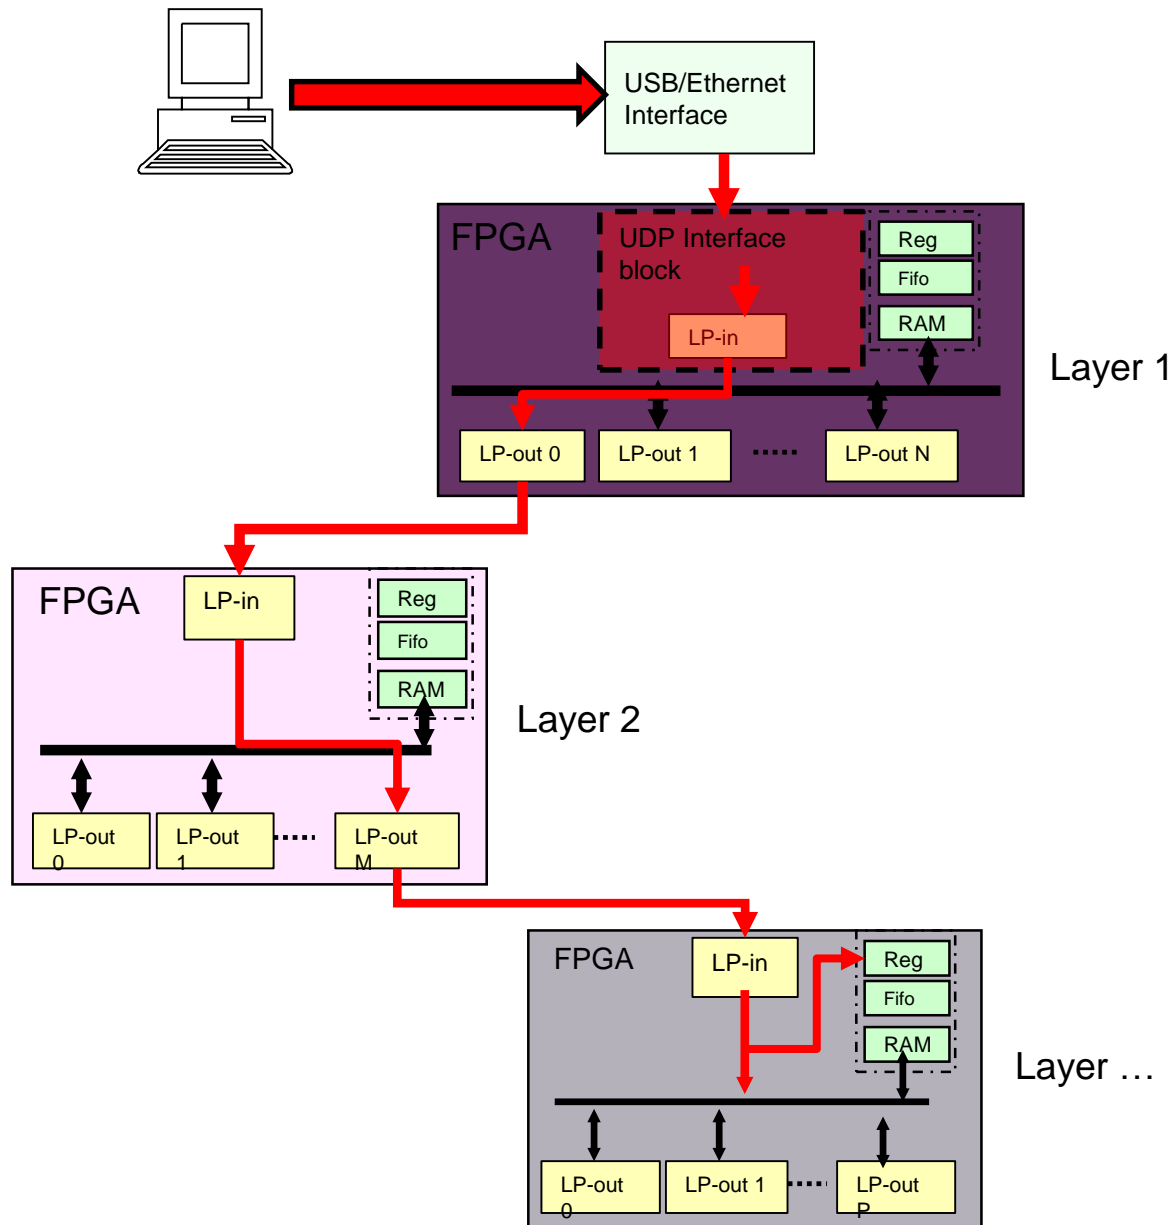 USB/Ethernet
Interface
FPGA
UDP Interface
block
Reg
Fifo
RAM
LP-in
Layer 1
LP-out 0
LP-out 1
LP-out N
FPGA
LP-in
Reg
Fifo
RAM
Layer 2
LP-out
0
LP-out
1
LP-out
M
FPGA
LP-in
Reg
Fifo
RAM
Layer …
LP-out
0
LP-out 1
LP-out
P